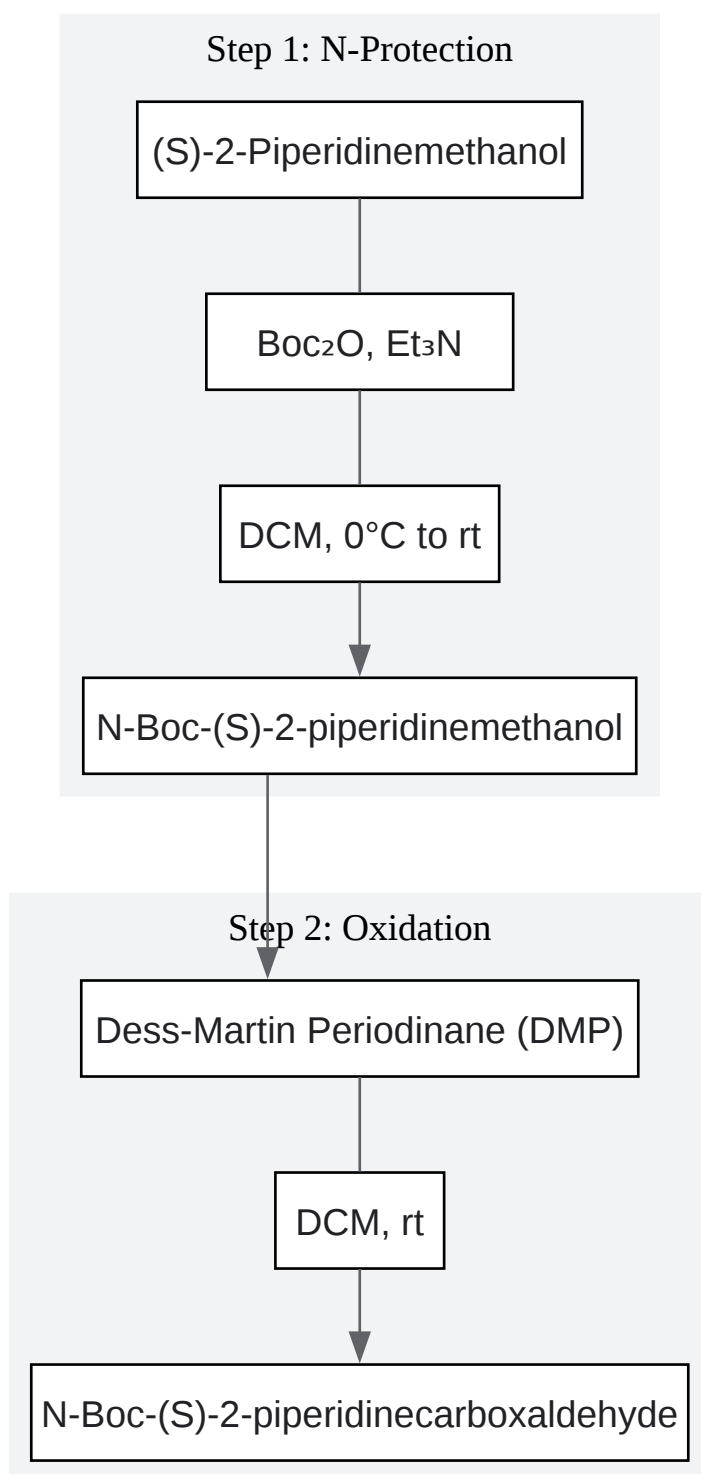 Step 1: N-Protection
(S)-2-Piperidinemethanol
Boc₂O, Et₃N
DCM, 0°C to rt
N-Boc-(S)-2-piperidinemethanol
Step 2: Oxidation
Dess-Martin Periodinane (DMP)
DCM, rt
N-Boc-(S)-2-piperidinecarboxaldehyde